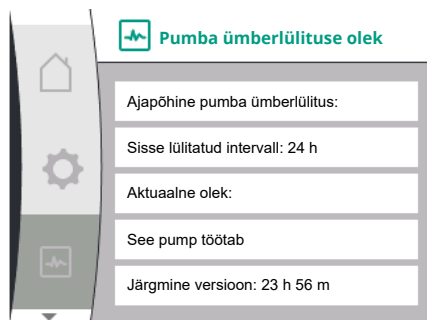 Pumba ümberlülituse olek
Ajapõhine pumba ümberlülitus:
Sisse lülitatud intervall: 24 h
Aktuaalne olek:
See pump töötab
Järgmine versioon: 23 h 56 m